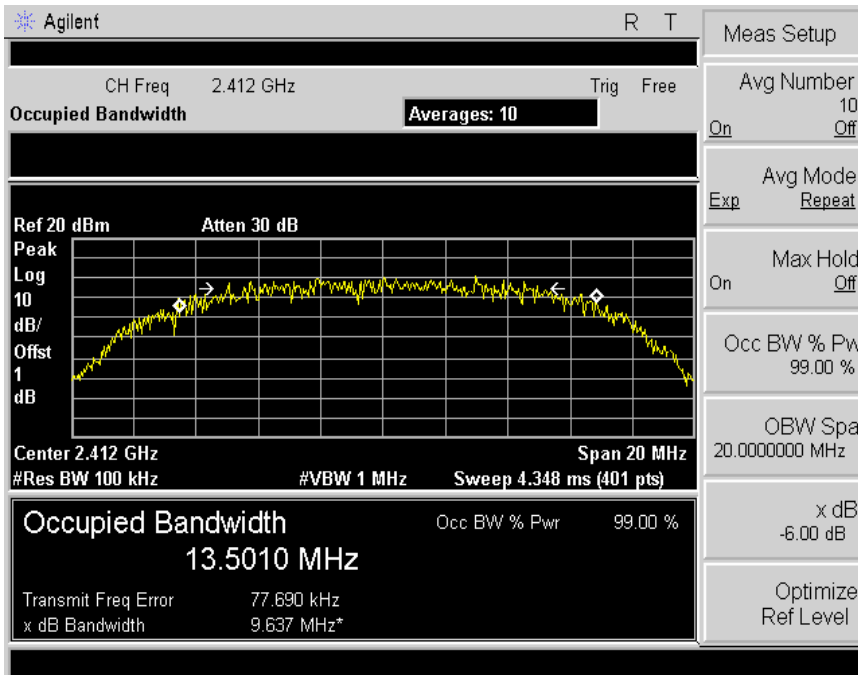 Agilent R T
CH Freq 2.412 GHz Trig Free
Occupied Bandwidth Averages: 10
Ref 20 dBm Atten 30 dB
Peak
Log
10
dB/
Offst
1
dB
Center 2.412 GHz Span 20 MHz
#Res BW 100 kHz #VBW 1 MHz Sweep 4.348 ms (401 pts)
Occupied Bandwidth Occ BW % Pwr 99.00 %
13.5010 MHz
Transmit Freq Error 77.690 kHz
x dB Bandwidth 9.637 MHz*
Meas Setup
Avg Number
10
On Off
Avg Mode
Exp Repeat
Max Hold
On Off
Occ BW % Pw
99.00 %
OBW Spa
20.0000000 MHz
x dB
-6.00 dB
Optimize
Ref Level